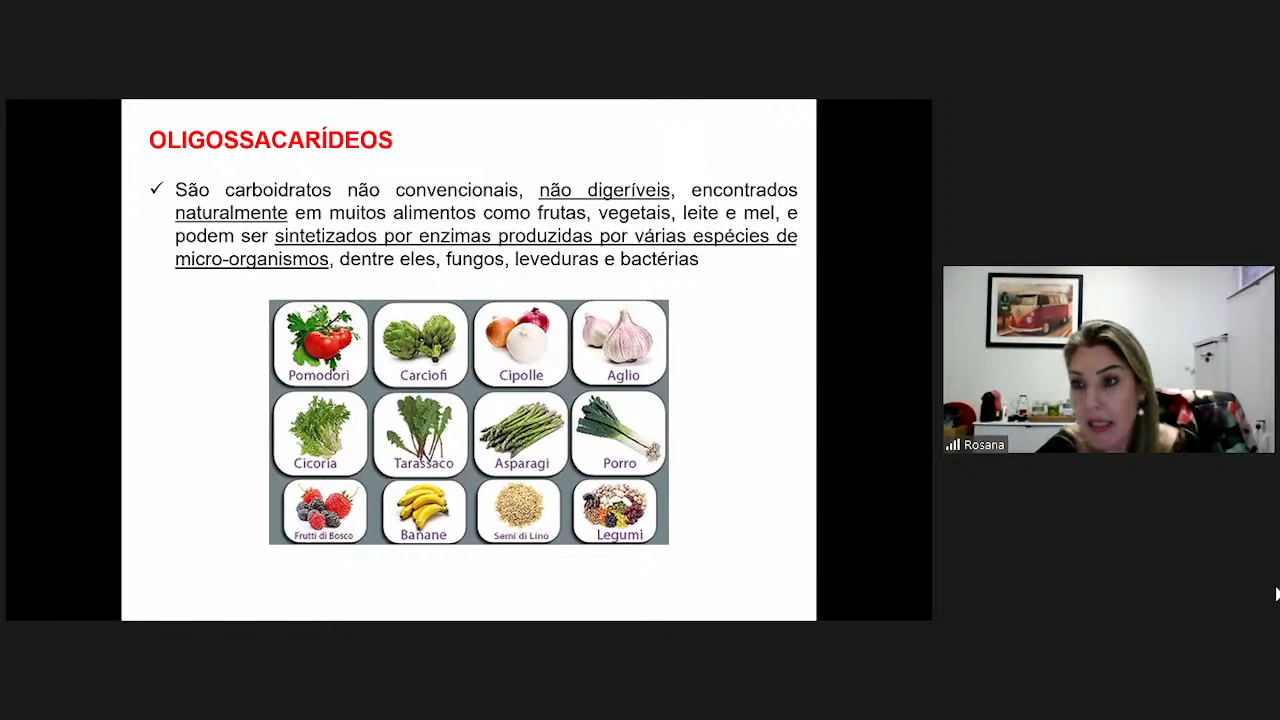 OLIGOSSACARÍDEOS
✓ São carboidratos não convencionais, não digeríveis, encontrados
naturalmente em muitos alimentos como frutas, vegetais, leite e mel, e
podem ser sintetizados por enzimas produzidas por várias espécies de
micro-organismos, dentre eles, fungos, leveduras e bactérias
Pomodori Carciofi Cipolle Aglio
Cicoria Tarassaco Asparagi Porro
Frutti di Bosco Banane Semi di Lino Legumi
Rosana